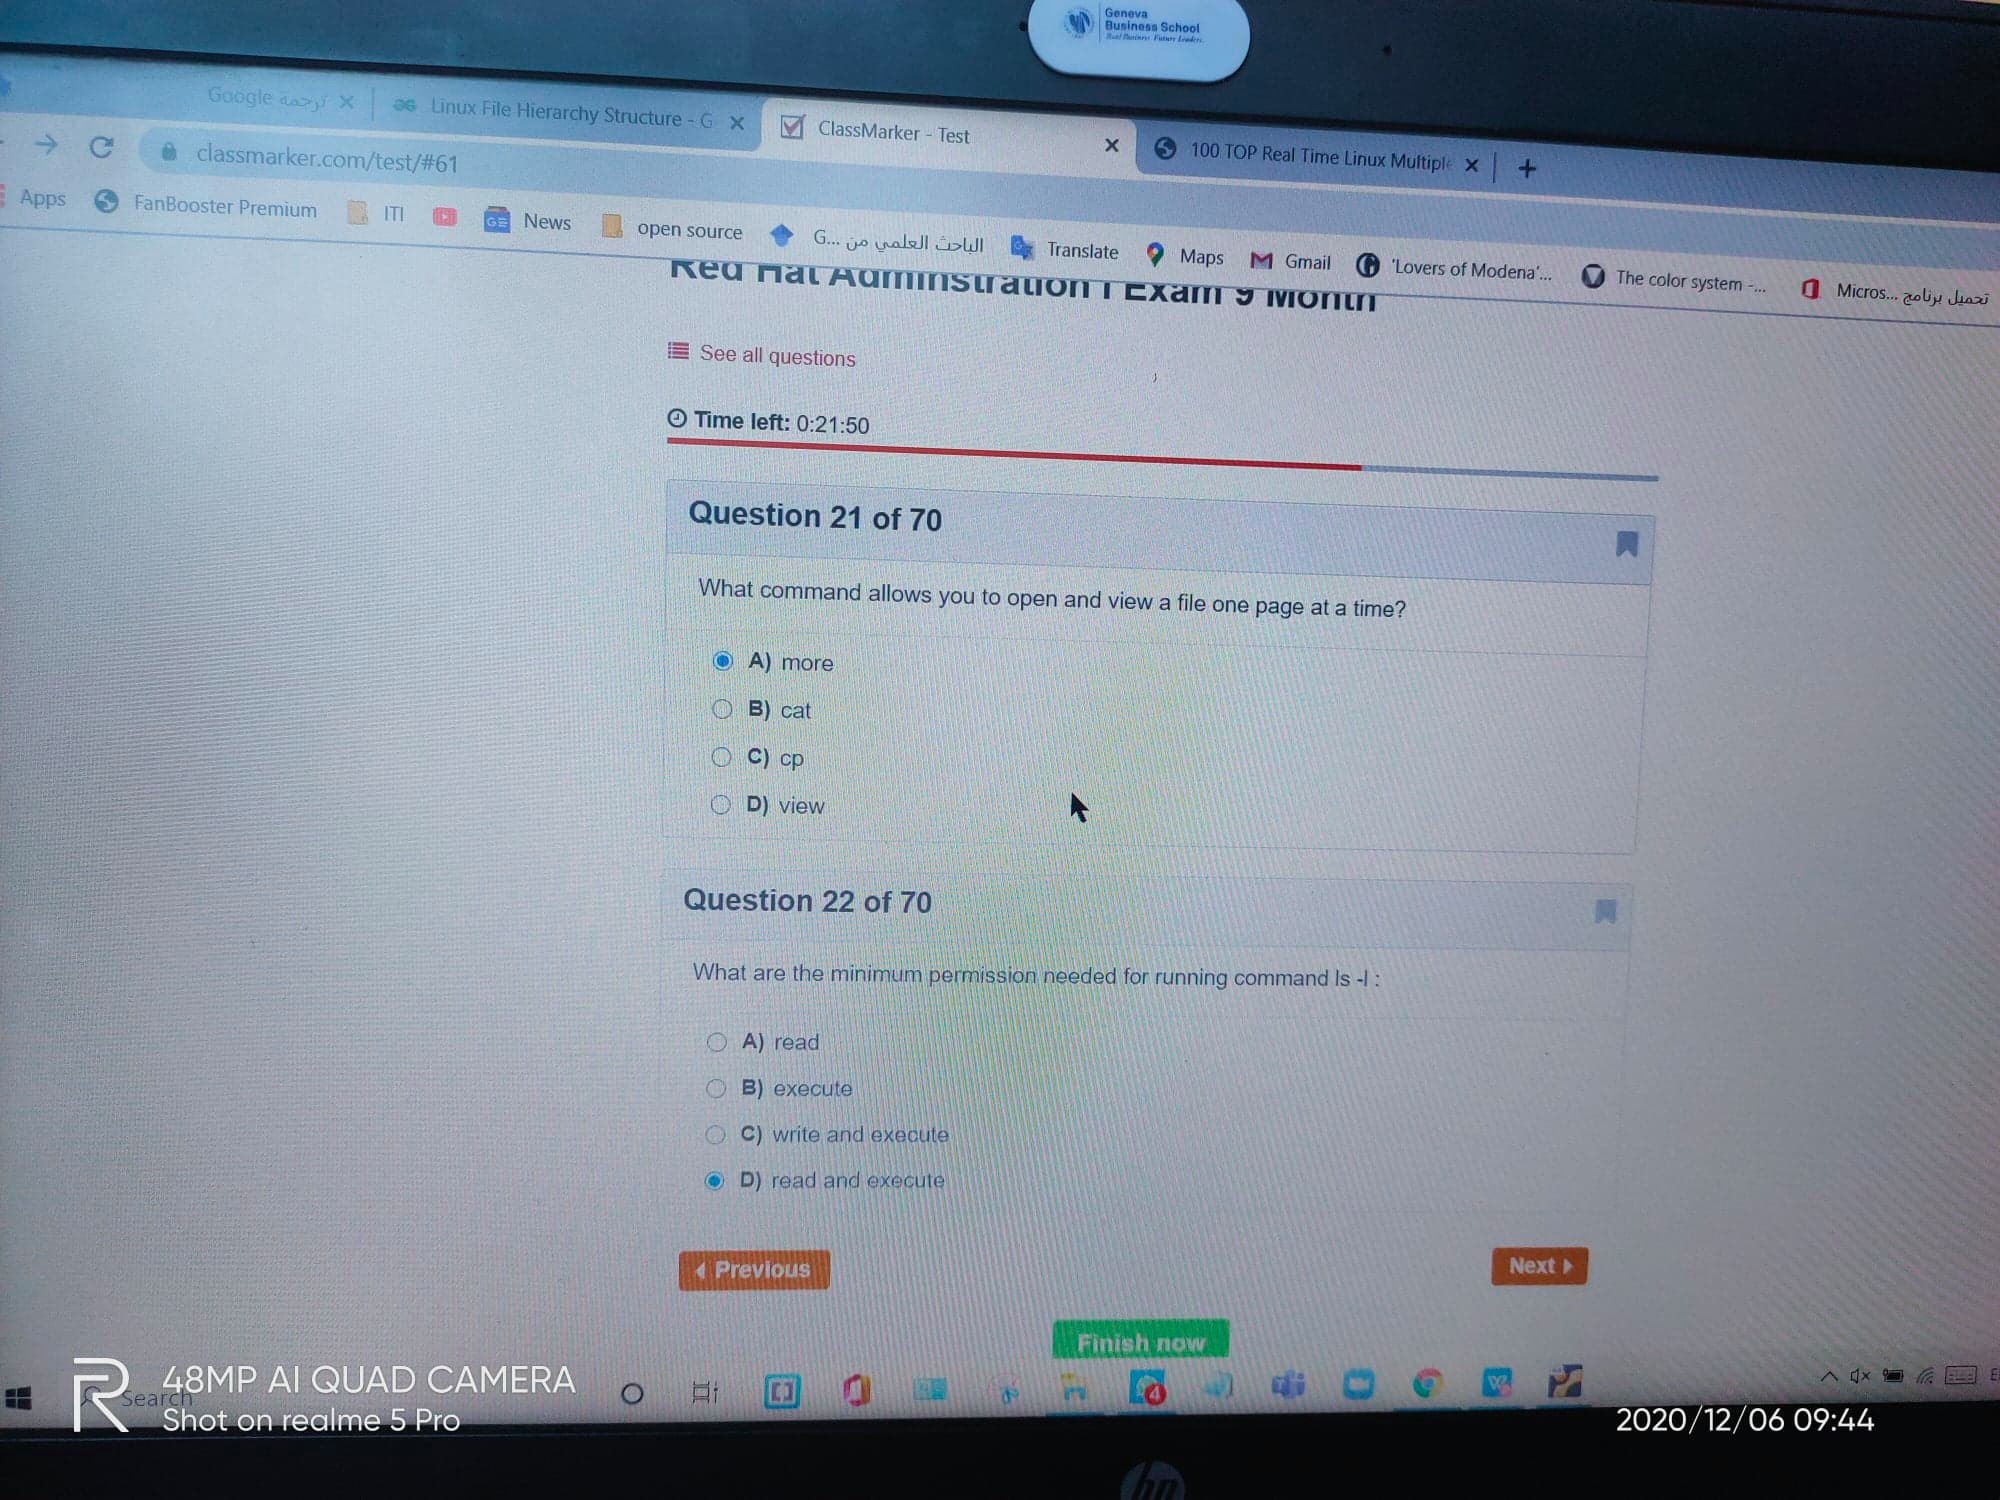 Geneva
Business School
Google ترجمة
Linux File Hierarchy Structure - G
ClassMarker - Test
100 TOP Real Time Linux Multiple
classmarker.com/test/#61
Apps
FanBooster Premium
ITI
GE
News
open source
الباحث العلمي من ...G
Translate
Maps
Gmail
'Lovers of Modena'...
The color system -...
تحميل برنامج ...Micros
Red Hat Adminstration I Exam 9 Month
See all questions
Time left: 0:21:50
Question 21 of 70
What command allows you to open and view a file one page at a time?
A) more
B) cat
C) cp
D) view
Question 22 of 70
What are the minimum permission needed for running command ls -l :
A) read
B) execute
C) write and execute
D) read and execute
Previous
Next
Finish now
Search
4
R
48MP AI QUAD CAMERA
Shot on realme 5 Pro
2020/12/06 09:44
hp